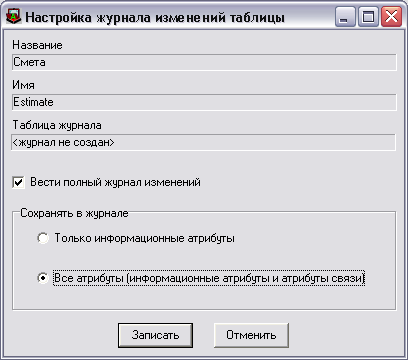 Настройка журнала изменений таблицы
Название
Смета
Имя
Estimate
Таблица журнала
<журнал не создан>
Вести полный журнал изменений
Сохранять в журнале
Только информационные атрибуты
Все атрибуты (информационные атрибуты и атрибуты связи)
Записать Отменить